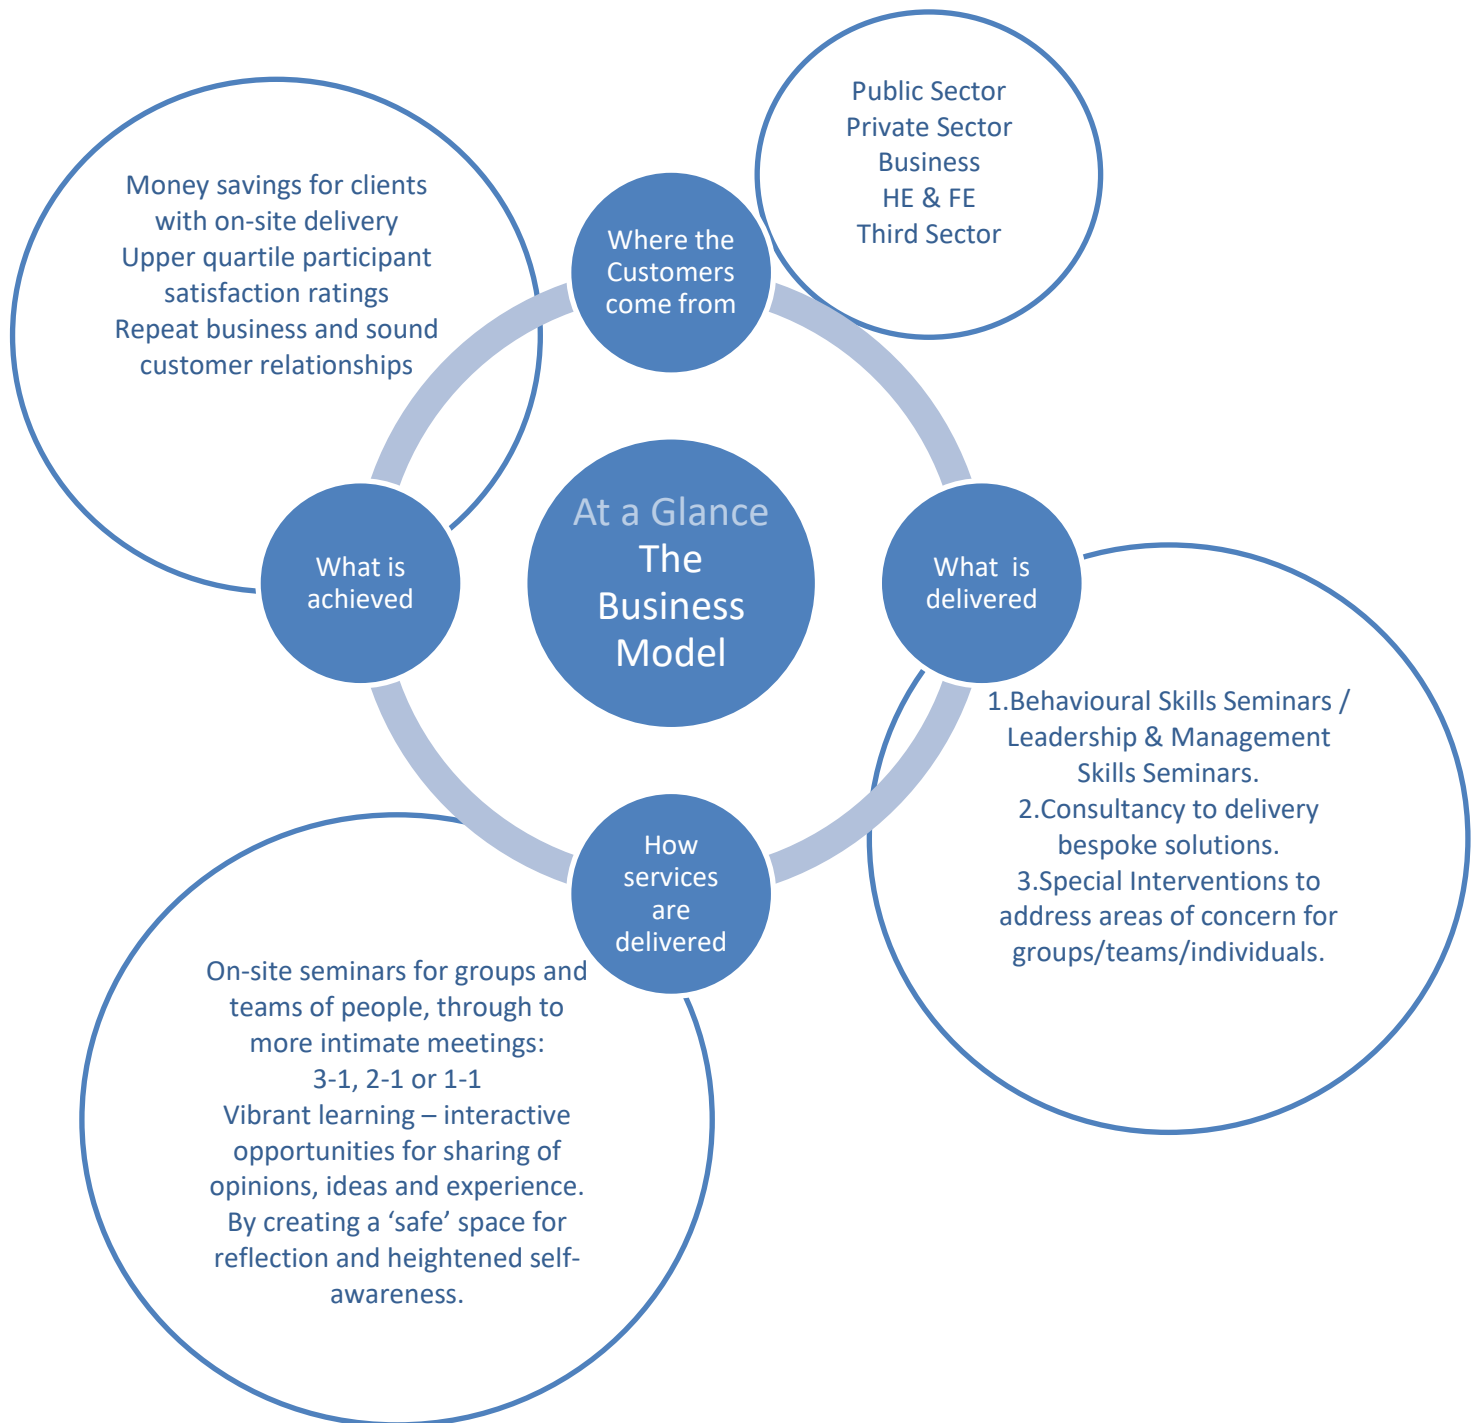 Public Sector
Private Sector
Business
HE & FE
Third Sector
Money savings for clients
with on-site delivery
Upper quartile participant
satisfaction ratings
Repeat business and sound
customer relationships
Where the
Customers
come from
At a Glance
The
Business
Model
What is
achieved
What  is
delivered
1.Behavioural Skills Seminars /
Leadership & Management
Skills Seminars.
2.Consultancy to delivery
bespoke solutions.
3.Special Interventions to
address areas of concern for
groups/teams/individuals.
How
services
are
delivered
On-site seminars for groups and
teams of people, through to
more intimate meetings:
3-1, 2-1 or 1-1
Vibrant learning – interactive
opportunities for sharing of
opinions, ideas and experience.
By creating a ‘safe’ space for
reflection and heightened self-
awareness.